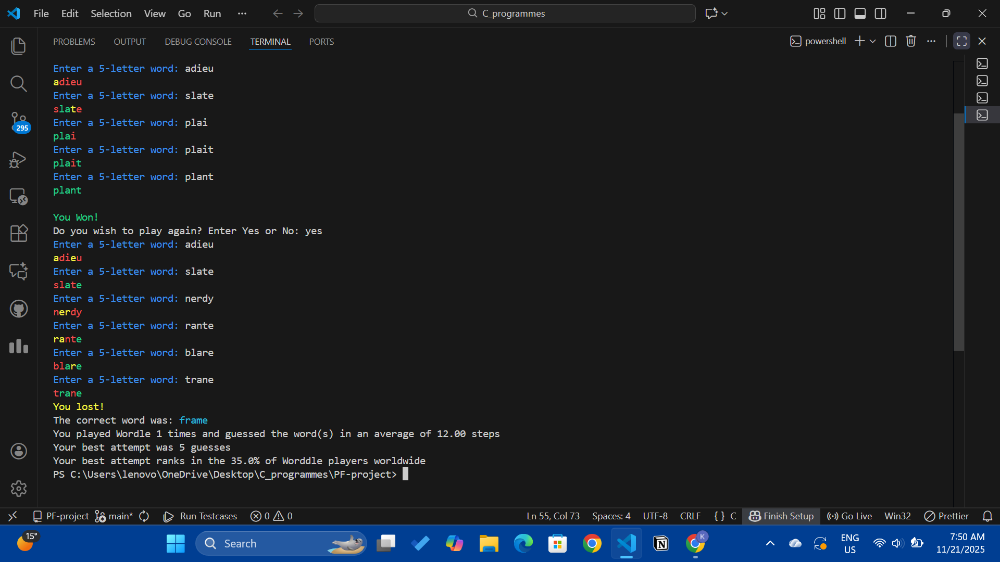 File Edit Selection View Go Run ··· C_programmes
PROBLEMS OUTPUT DEBUG CONSOLE TERMINAL PORTS powershell
Enter a 5-letter word: adieu
adieu
Enter a 5-letter word: slate
slate
Enter a 5-letter word: plai
plai
Enter a 5-letter word: plait
plait
Enter a 5-letter word: plant
plant
You Won!
Do you wish to play again? Enter Yes or No: yes
Enter a 5-letter word: adieu
adieu
Enter a 5-letter word: slate
slate
Enter a 5-letter word: nerdy
nerdy
Enter a 5-letter word: rante
rante
Enter a 5-letter word: blare
blare
Enter a 5-letter word: trane
trane
You lost!
The correct word was: frame
You played Wordle 1 times and guessed the word(s) in an average of 12.00 steps
Your best attempt was 5 guesses
Your best attempt ranks in the 35.0% of Worddle players worldwide
PS C:\Users\lenovo\OneDrive\Desktop\C_programmes\PF-project>
295
PF-project main* Run Testcases 0 0 Ln 55, Col 73 Spaces: 4 UTF-8 CRLF { } C Finish Setup Go Live Win32 Prettier
15° Search K ENG US 7:50 AM
11/21/2025